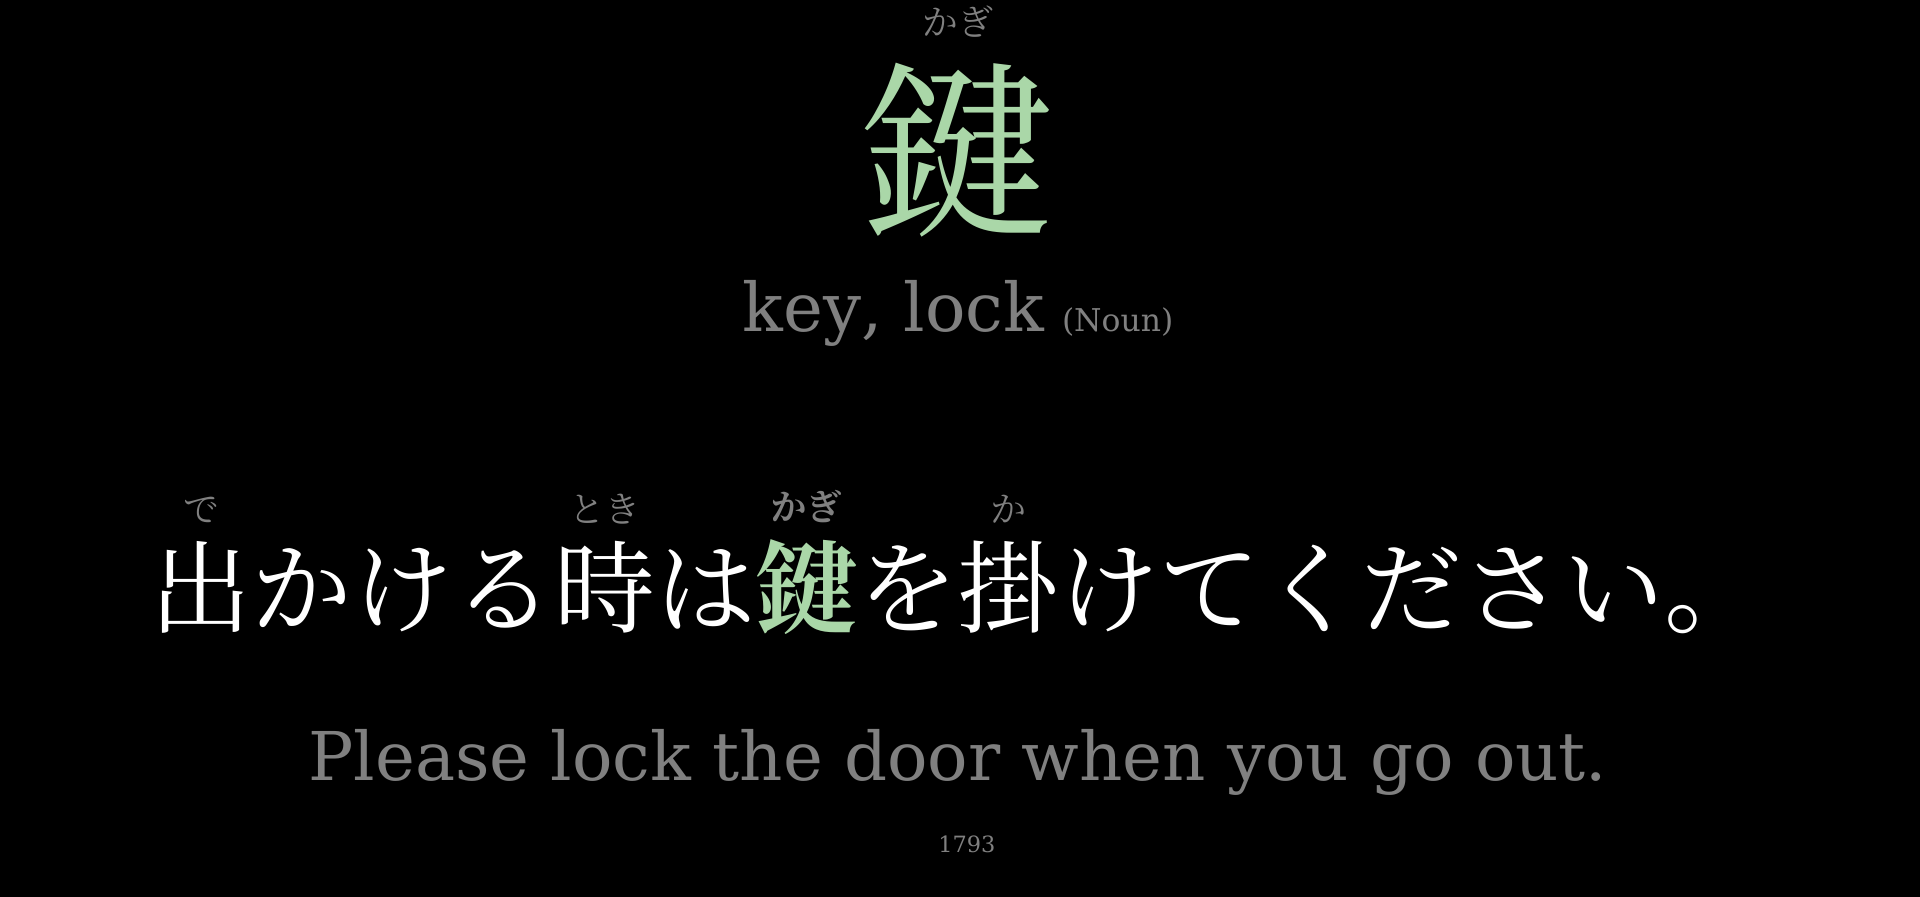 かぎ
鍵
key, lock (Noun)
で とき かぎ か
出かける時は鍵を掛けてください。
Please lock the door when you go out.
1793